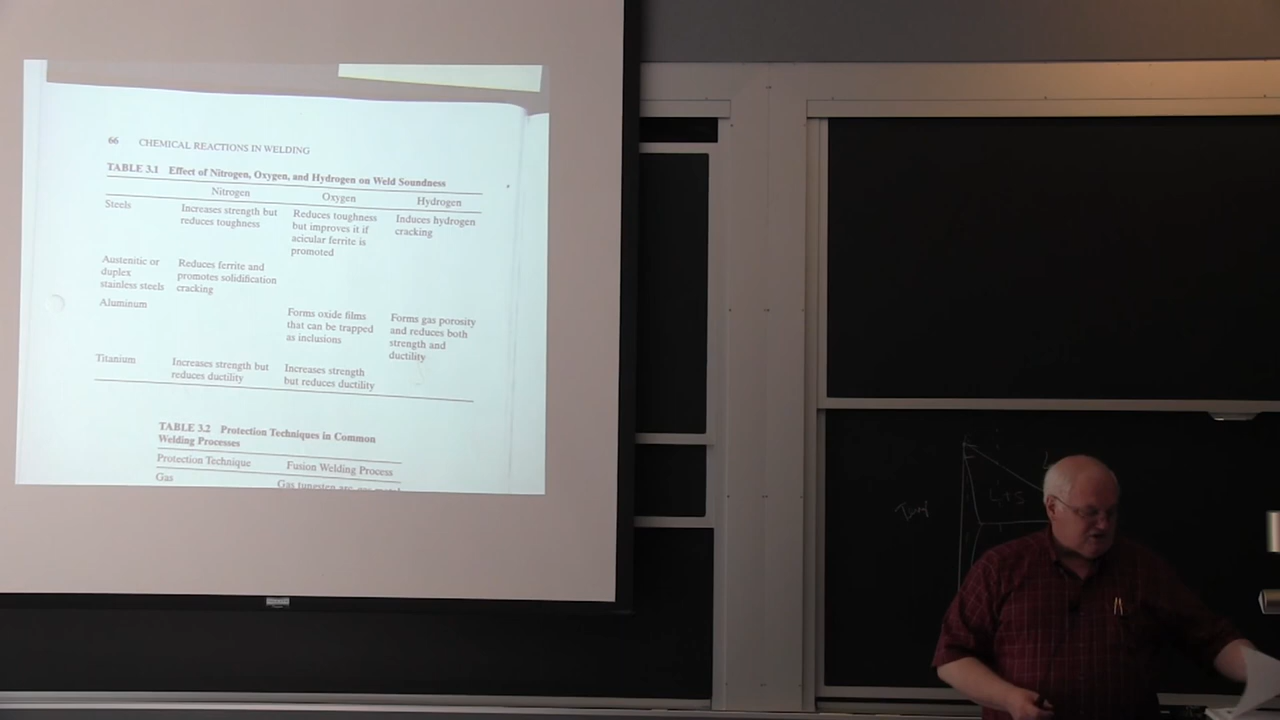 66 CHEMICAL REACTIONS IN WELDING
TABLE 3.1 Effect of Nitrogen, Oxygen, and Hydrogen on Weld Soundness
Nitrogen Oxygen Hydrogen
Steels Increases strength but Reduces toughness Induces hydrogen
reduces toughness but improves it if cracking
acicular ferrite is
promoted
Austenitic or Reduces ferrite and
duplex promotes solidification
stainless steels cracking
Aluminum Forms oxide films Forms gas porosity
that can be trapped and reduces both
as inclusions strength and
ductility
Titanium Increases strength but Increases strength
reduces ductility but reduces ductility
TABLE 3.2 Protection Techniques in Common
Welding Processes
Protection Technique Fusion Welding Process
Gas Gas tungsten arc, gas metal
L+S